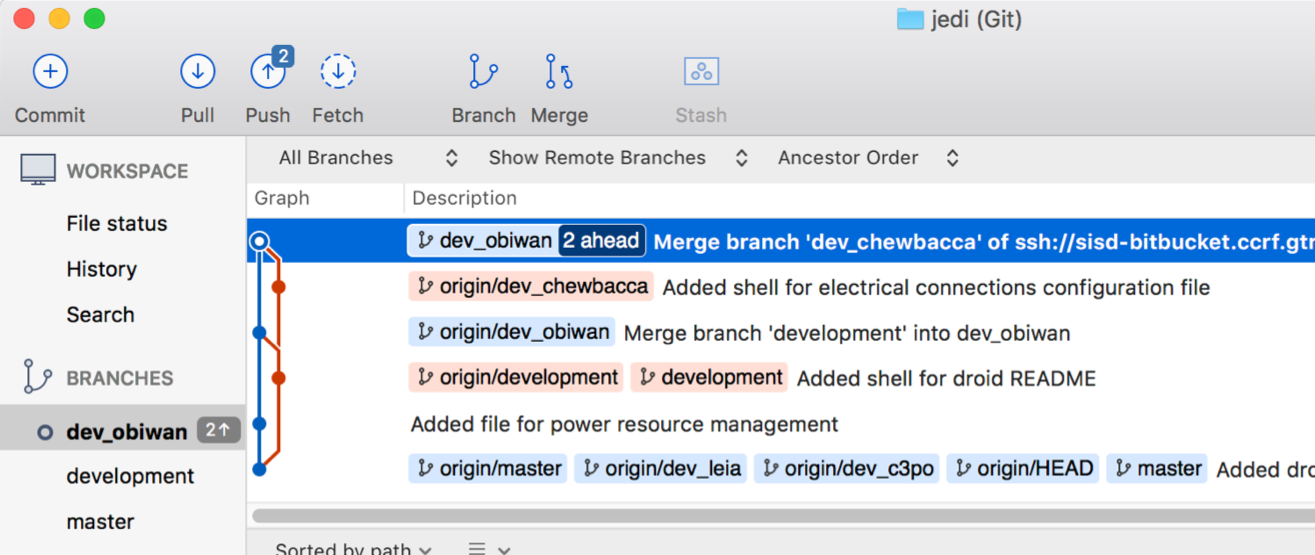 jedi (Git)
2
Commit Pull Push Fetch Branch Merge Stash
WORKSPACE
File status
History
Search
BRANCHES
dev_obiwan 2↑
development
master
All Branches Show Remote Branches Ancestor Order
Graph Description
dev_obiwan 2 ahead Merge branch 'dev_chewbacca' of ssh://sisd-bitbucket.ccrf.gtr
origin/dev_chewbacca Added shell for electrical connections configuration file
origin/dev_obiwan Merge branch 'development' into dev_obiwan
origin/development development Added shell for droid README
Added file for power resource management
origin/master origin/dev_leia origin/dev_c3po origin/HEAD master Added dro
Sorted by path